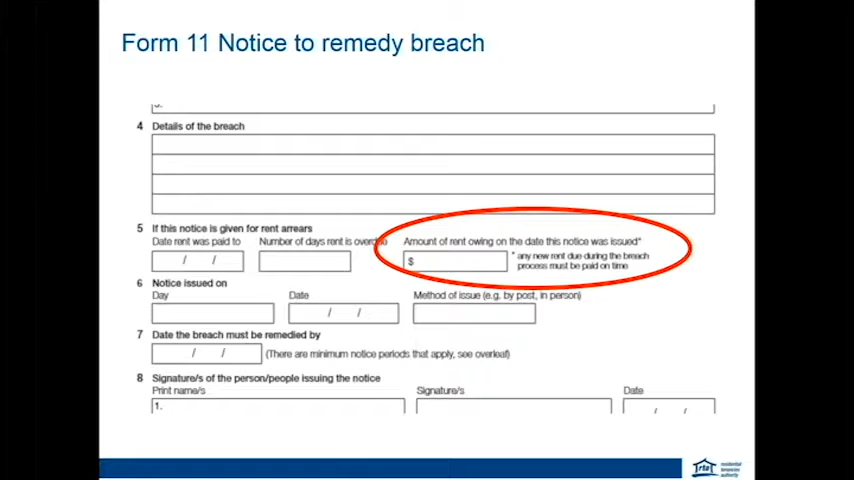 Form 11 Notice to remedy breach
3.
4 Details of the breach
5 If this notice is given for rent arrears
Date rent was paid to Number of days rent is overdue Amount of rent owing on the date this notice was issued*
/ / $ * any new rent due during the breach
process must be paid on time
6 Notice issued on
Day Date Method of issue (e.g. by post, in person)
/ /
7 Date the breach must be remedied by
/ / (There are minimum notice periods that apply, see overleaf)
8 Signature/s of the person/people issuing the notice
Print name/s Signature/s Date
1. / /
rta
residential
tenancies
authority